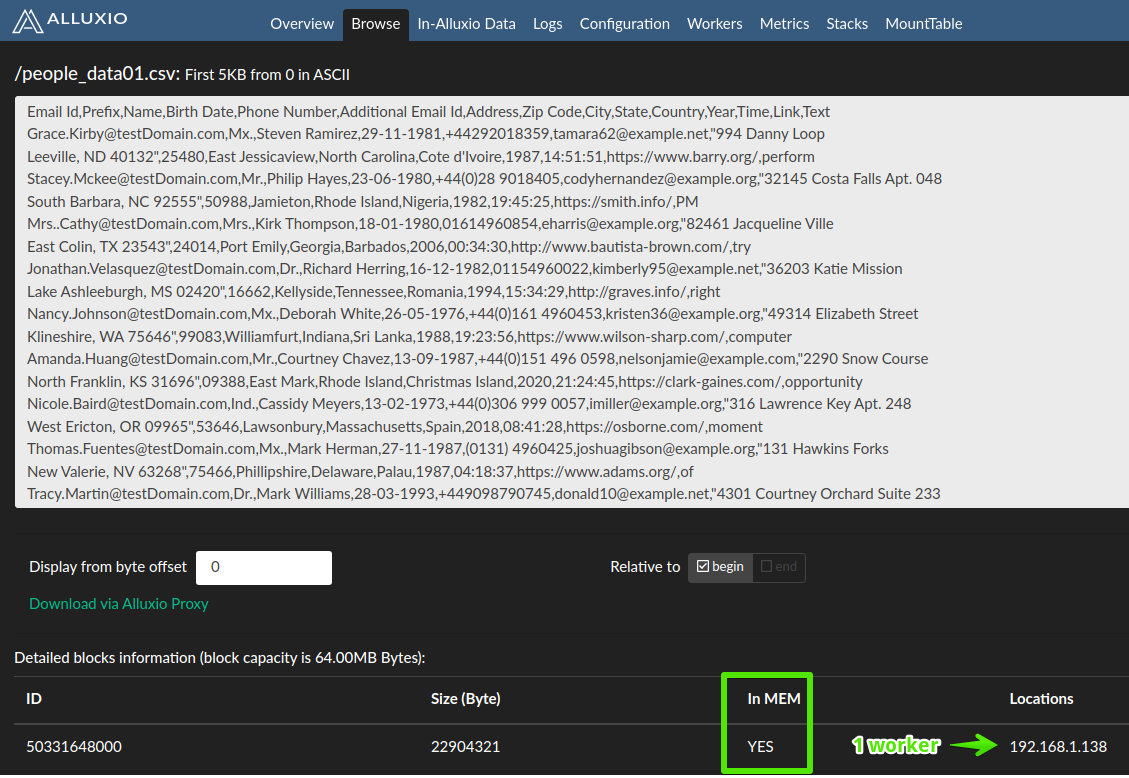 ALLUXIO
Overview Browse In-Alluxio Data Logs Configuration Workers Metrics Stacks MountTable
/people_data01.csv: First 5KB from 0 in ASCII
Email Id,Prefix,Name,Birth Date,Phone Number,Additional Email Id,Address,Zip Code,City,State,Country,Year,Time,Link,Text
Grace.Kirby@testDomain.com,Mx.,Steven Ramirez,29-11-1981,+44292018359,tamara62@example.net,"994 Danny Loop
Leeville, ND 40132",25480,East Jessicaview,North Carolina,Cote d'Ivoire,1987,14:51:51,https://www.barry.org/,perform
Stacey.Mckee@testDomain.com,Mr.,Philip Hayes,23-06-1980,+44(0)28 9018405,codyhernandez@example.org,"32145 Costa Falls Apt. 048
South Barbara, NC 92555",50988,Jamieton,Rhode Island,Nigeria,1982,19:45:25,https://smith.info/,PM
Mrs..Cathy@testDomain.com,Mrs.,Kirk Thompson,18-01-1980,01614960854,eharris@example.org,"82461 Jacqueline Ville
East Colin, TX 23543",24014,Port Emily,Georgia,Barbados,2006,00:34:30,http://www.bautista-brown.com/,try
Jonathan.Velasquez@testDomain.com,Dr.,Richard Herring,16-12-1982,01154960022,kimberly95@example.net,"36203 Katie Mission
Lake Ashleeburgh, MS 02420",16662,Kellyside,Tennessee,Romania,1994,15:34:29,http://graves.info/,right
Nancy.Johnson@testDomain.com,Mx.,Deborah White,26-05-1976,+44(0)161 4960453,kristen36@example.org,"49314 Elizabeth Street
Klineshire, WA 75646",99083,Williamfurt,Indiana,Sri Lanka,1988,19:23:56,https://www.wilson-sharp.com/,computer
Amanda.Huang@testDomain.com,Mr.,Courtney Chavez,13-09-1987,+44(0)151 496 0598,nelsonjamie@example.com,"2290 Snow Course
North Franklin, KS 31696",09388,East Mark,Rhode Island,Christmas Island,2020,21:24:45,https://clark-gaines.com/,opportunity
Nicole.Baird@testDomain.com,Ind.,Cassidy Meyers,13-02-1973,+44(0)306 999 0057,imiller@example.org,"316 Lawrence Key Apt. 248
West Ericton, OR 09965",53646,Lawsonbury,Massachusetts,Spain,2018,08:41:28,https://osborne.com/,moment
Thomas.Fuentes@testDomain.com,Mx.,Mark Herman,27-11-1987,(0131) 4960425,joshuagibson@example.org,"131 Hawkins Forks
New Valerie, NV 63268",75466,Phillipshire,Delaware,Palau,1987,04:18:37,https://www.adams.org/,of
Tracy.Martin@testDomain.com,Dr.,Mark Williams,28-03-1993,+449098790745,donald10@example.net,"4301 Courtney Orchard Suite 233
Display from byte offset 0 Relative to begin end
Download via Alluxio Proxy
Detailed blocks information (block capacity is 64.00MB Bytes):
ID Size (Byte) In MEM Locations
50331648000 22904321 YES 1 worker 192.168.1.138